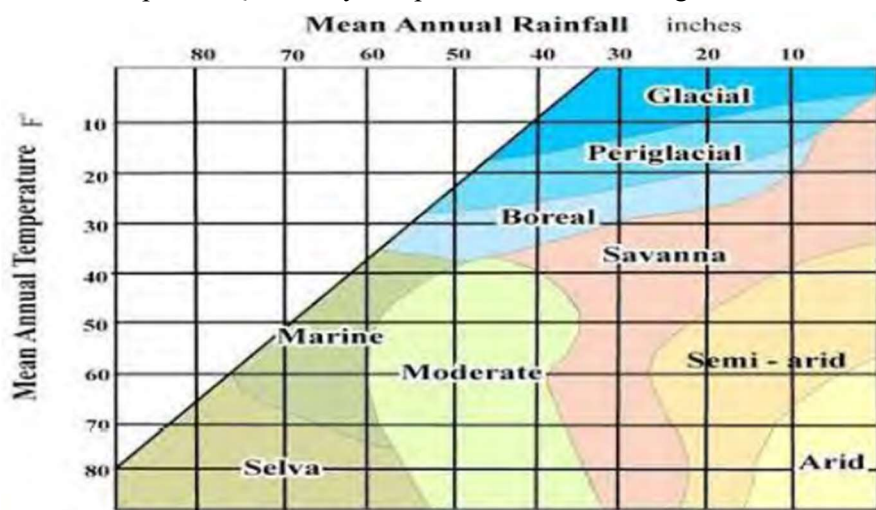 Mean Annual Rainfall inches
80 70 60 50 40 30 20 10
Mean Annual Temperature F
10
20
30
40
50
60
70
80
Glacial
Periglacial
Boreal
Savanna
Marine
Semi - arid
Moderate
Selva
Arid